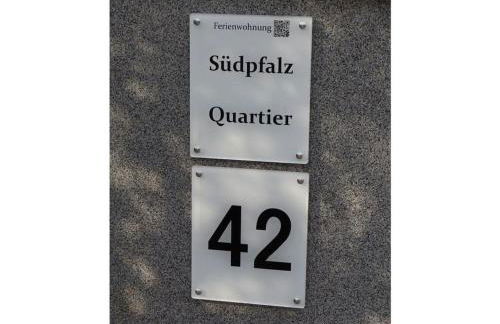 Ferienwohnung
Südpfalz
Quartier
42